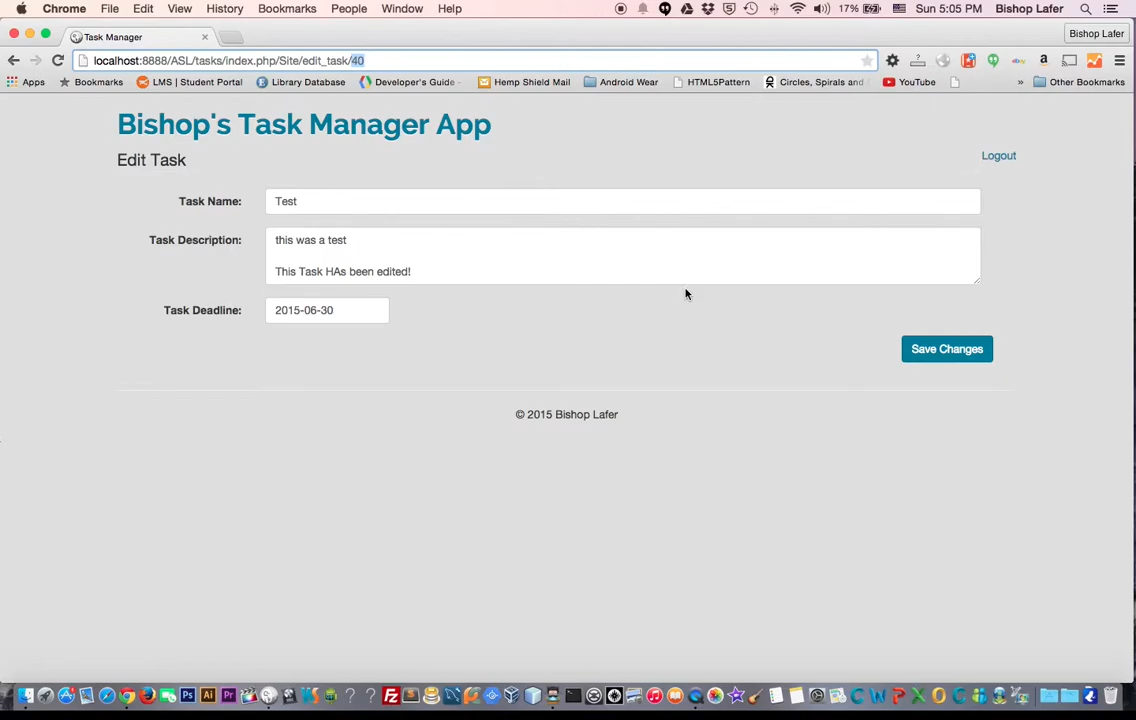 Chrome File Edit View History Bookmarks People Window Help 17% Sun 5:05 PM Bishop Lafer
Task Manager Bishop Lafer
localhost:8888/ASL/tasks/index.php/Site/edit_task/40
Apps Bookmarks LMS | Student Portal Library Database Developer's Guide Hemp Shield Mail Android Wear HTML5Pattern Circles, Spirals and YouTube » Other Bookmarks
Bishop's Task Manager App
Edit Task
Logout
Task Name: Test
Task Description: this was a test
This Task HAs been edited!
Task Deadline: 2015-06-30
Save Changes
© 2015 Bishop Lafer